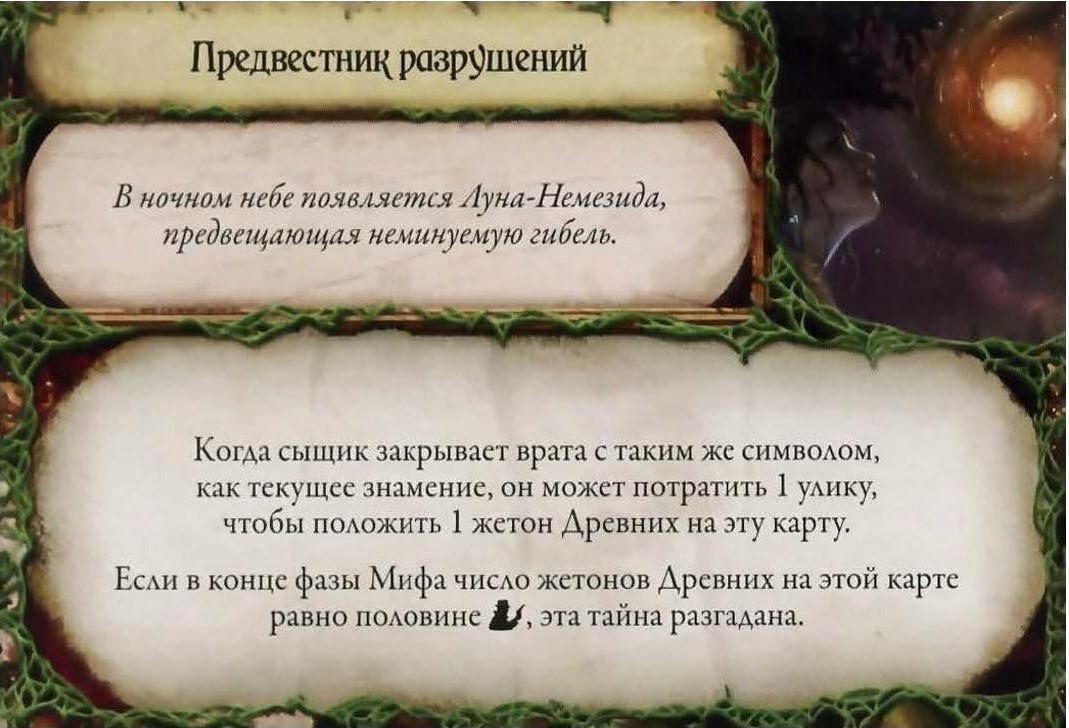 Предвестник разрушений
В ночном небе появляется Луна-Немезида,
предвещающая неминуемую гибель.
Когда сыщик закрывает врата с таким же символом,
как текущее знамение, он может потратить 1 улику,
чтобы положить 1 жетон Древних на эту карту.
Если в конце фазы Мифа число жетонов Древних на этой карте
равно половине , эта тайна разгадана.